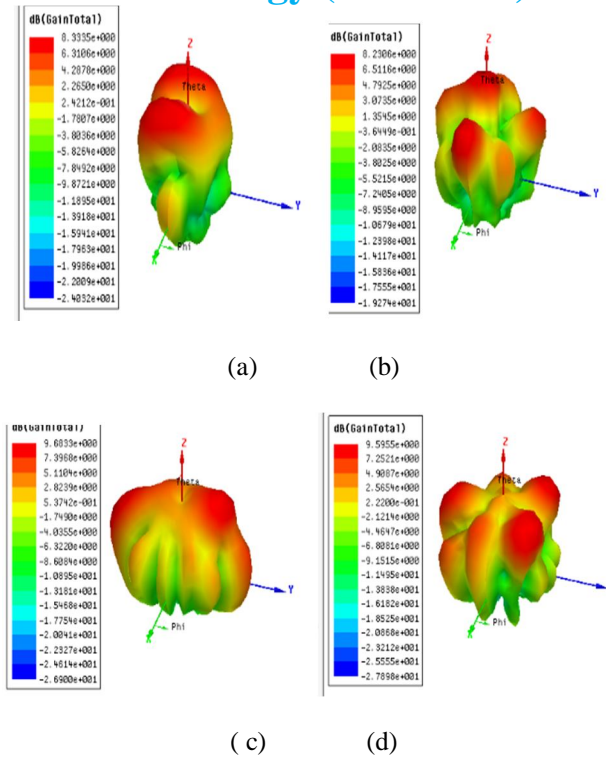 gy (
dB(GainTotal)
8.3335e+000
6.3106e+000
4.2878e+000
2.2650e+000
2.4212e-001
-1.7807e+000
-3.8036e+000
-5.8264e+000
-7.8492e+000
-9.8721e+000
-1.1895e+001
-1.3918e+001
-1.5941e+001
-1.7963e+001
-1.9986e+001
-2.2009e+001
-2.4032e+001
Z
Theta
Y
Phi
X
dB(GainTotal)
8.2306e+000
6.5116e+000
4.7925e+000
3.0735e+000
1.3545e+000
-3.6449e-001
-2.0835e+000
-3.8025e+000
-5.5215e+000
-7.2405e+000
-8.9595e+000
-1.0679e+001
-1.2398e+001
-1.4117e+001
-1.5836e+001
-1.7555e+001
-1.9274e+001
Z
Theta
Y
Phi
X
(a) (b)
dB(GainTotal)
9.6833e+000
7.3968e+000
5.1104e+000
2.8239e+000
5.3742e-001
-1.7490e+000
-4.0355e+000
-6.3220e+000
-8.6084e+000
-1.0895e+001
-1.3181e+001
-1.5468e+001
-1.7754e+001
-2.0041e+001
-2.2327e+001
-2.4614e+001
-2.6900e+001
Z
Theta
Y
Phi
X
dB(GainTotal)
9.5955e+000
7.2521e+000
4.9087e+000
2.5654e+000
2.2200e-001
-2.1214e+000
-4.4647e+000
-6.8081e+000
-9.1515e+000
-1.1495e+001
-1.3838e+001
-1.6182e+001
-1.8525e+001
-2.0868e+001
-2.3212e+001
-2.5555e+001
-2.7898e+001
Z
Theta
Phi
X
( c) (d)